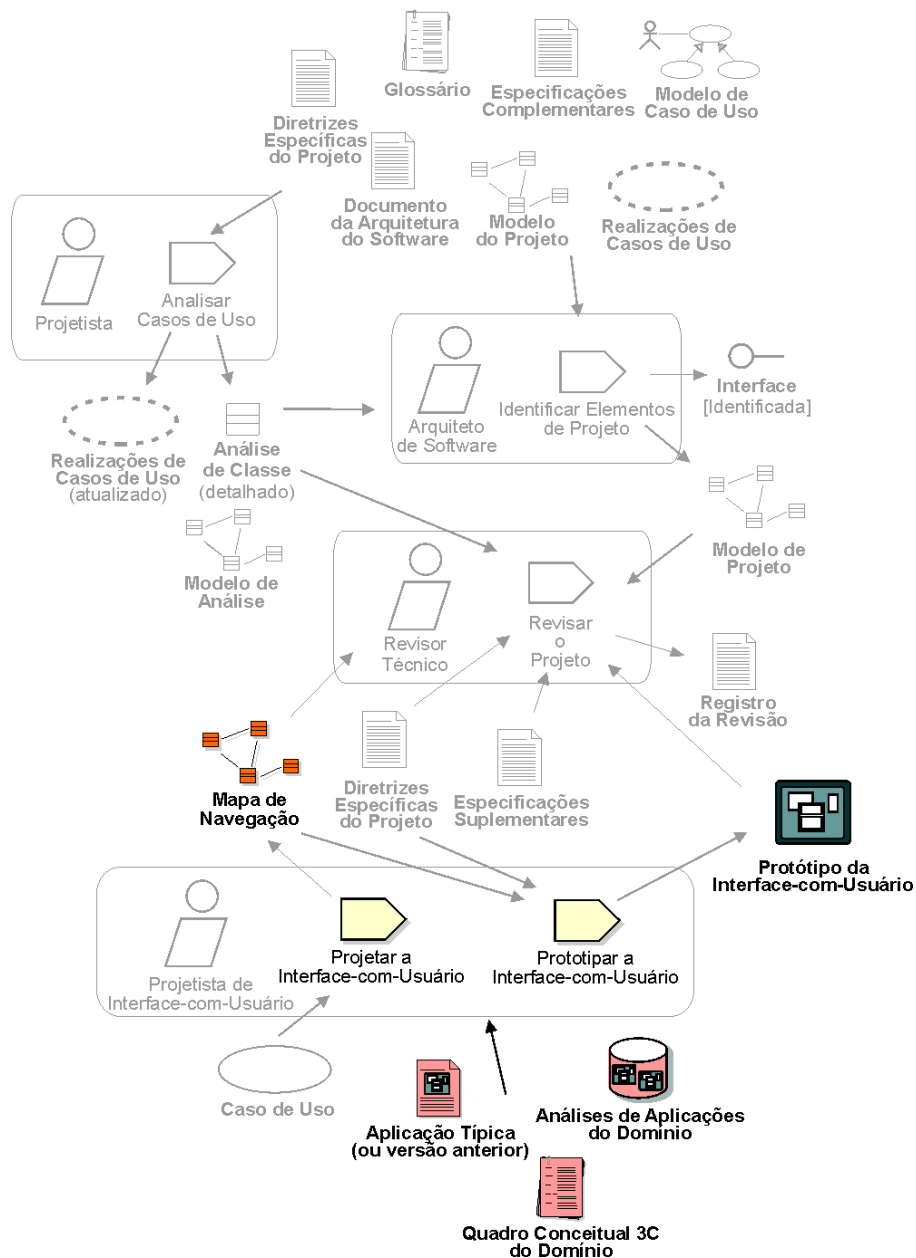 Glossário
Especificações
Complementares
Modelo de
Caso de Uso
Diretrizes
Específicas
do Projeto
Documento
da Arquitetura
do Software
Modelo
do Projeto
Realizações de
Casos de Uso
Projetista
Analisar
Casos de Uso
Arquiteto
de Software
Identificar Elementos
de Projeto
Interface
[Identificada]
Realizações de
Casos de Uso
(atualizado)
Análise
de Classe
(detalhado)
Modelo de
Análise
Modelo de
Projeto
Revisor
Técnico
Revisar
o
Projeto
Registro
da Revisão
Mapa de
Navegação
Diretrizes
Específicas
do Projeto
Especificações
Suplementares
Protótipo da
Interface-com-Usuário
Projetista de
Interface-com-Usuário
Projetar a
Interface-com-Usuário
Prototipar a
Interface-com-Usuário
Caso de Uso
Aplicação Típica
(ou versão anterior)
Análises de Aplicações
do Domínio
Quadro Conceitual 3C
do Domínio